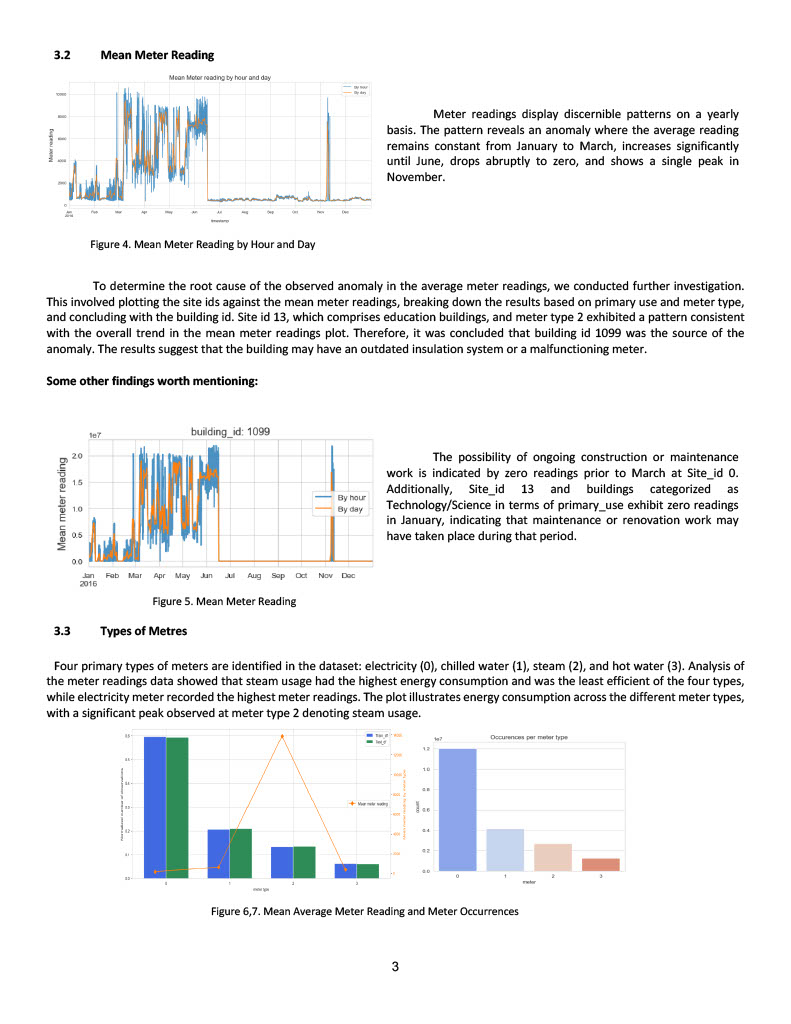 3.2 Mean Meter Reading
Mean Meter reading by hour and day
By hour
By day
Meter reading
10000
8000
6000
4000
2000
0
Jan Feb Mar Apr May Jun Jul Aug Sep Oct Nov Dec
2016
timestamp
Meter readings display discernible patterns on a yearly
basis. The pattern reveals an anomaly where the average reading
remains constant from January to March, increases significantly
until June, drops abruptly to zero, and shows a single peak in
November.
Figure 4. Mean Meter Reading by Hour and Day
To determine the root cause of the observed anomaly in the average meter readings, we conducted further investigation.
This involved plotting the site ids against the mean meter readings, breaking down the results based on primary use and meter type,
and concluding with the building id. Site id 13, which comprises education buildings, and meter type 2 exhibited a pattern consistent
with the overall trend in the mean meter readings plot. Therefore, it was concluded that building id 1099 was the source of the
anomaly. The results suggest that the building may have an outdated insulation system or a malfunctioning meter.
Some other findings worth mentioning:
1e7
building_id: 1099
Mean meter reading
2.0
1.5
1.0
0.5
0.0
By hour
By day
Jan Feb Mar Apr May Jun Jul Aug Sep Oct Nov Dec
2016
The possibility of ongoing construction or maintenance
work is indicated by zero readings prior to March at Site_id 0.
Additionally, Site_id 13 and buildings categorized as
Technology/Science in terms of primary_use exhibit zero readings
in January, indicating that maintenance or renovation work may
have taken place during that period.
Figure 5. Mean Meter Reading
3.3 Types of Metres
Four primary types of meters are identified in the dataset: electricity (0), chilled water (1), steam (2), and hot water (3). Analysis of
the meter readings data showed that steam usage had the highest energy consumption and was the least efficient of the four types,
while electricity meter recorded the highest meter readings. The plot illustrates energy consumption across the different meter types,
with a significant peak observed at meter type 2 denoting steam usage.
Mean meter reading
0 1 2 3
meter type
1e7
Occurences per meter type
count
1.2
1.0
0.8
0.6
0.4
0.2
0.0
0 1 2 3
meter
Figure 6,7. Mean Average Meter Reading and Meter Occurrences
3